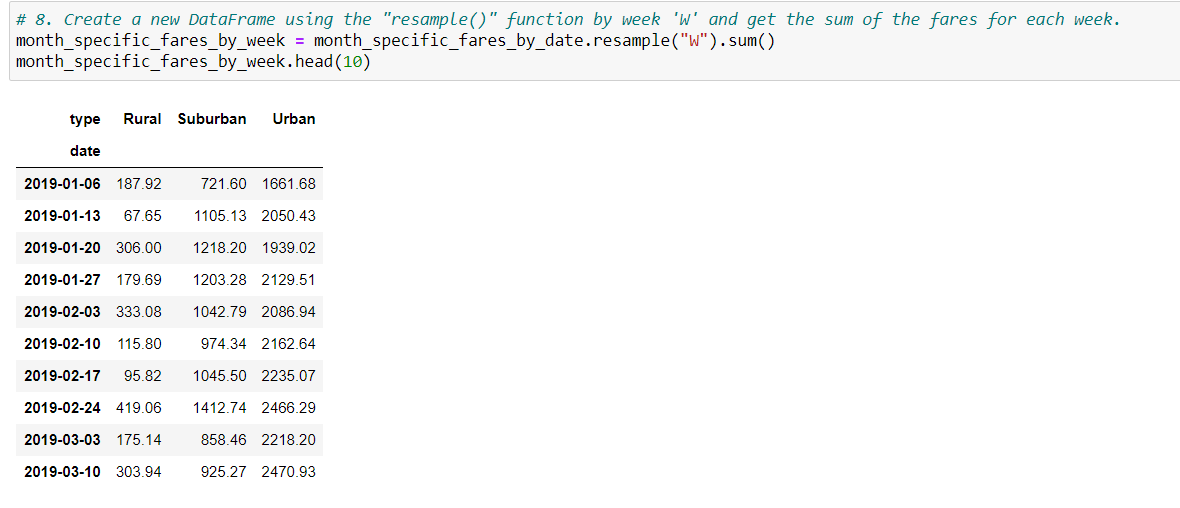 # 8. Create a new DataFrame using the "resample()" function by week 'W' and get the sum of the fares for each week.
month_specific_fares_by_week = month_specific_fares_by_date.resample("W").sum()
month_specific_fares_by_week.head(10)
type Rural Suburban Urban
date
2019-01-06 187.92 721.60 1661.68
2019-01-13 67.65 1105.13 2050.43
2019-01-20 306.00 1218.20 1939.02
2019-01-27 179.69 1203.28 2129.51
2019-02-03 333.08 1042.79 2086.94
2019-02-10 115.80 974.34 2162.64
2019-02-17 95.82 1045.50 2235.07
2019-02-24 419.06 1412.74 2466.29
2019-03-03 175.14 858.46 2218.20
2019-03-10 303.94 925.27 2470.93